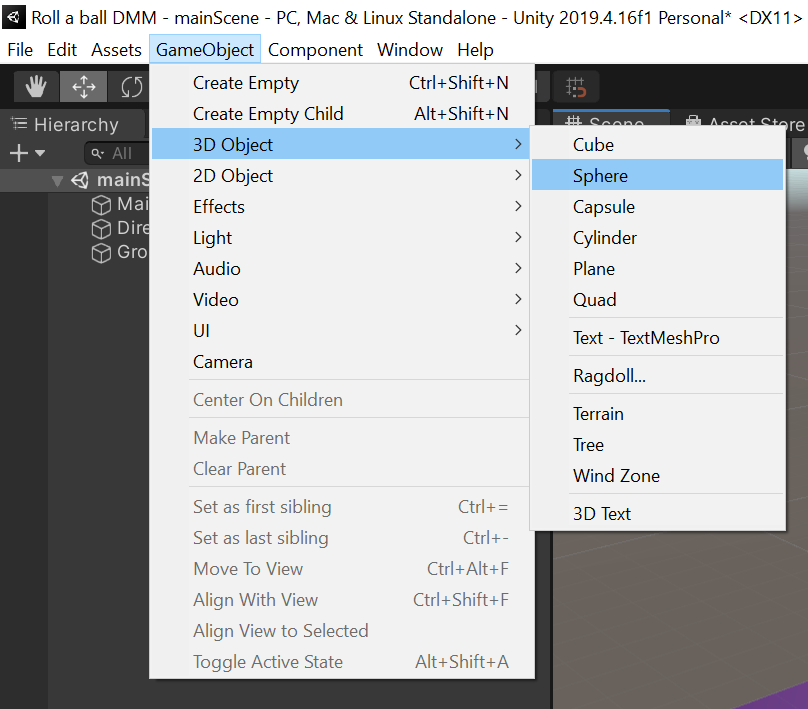 Roll a ball DMM - mainScene - PC, Mac & Linux Standalone - Unity 2019.4.16f1 Personal* <DX11>
File Edit Assets GameObject Component Window Help
Create Empty Ctrl+Shift+N
Create Empty Child Alt+Shift+N
3D Object >
2D Object >
Effects >
Light >
Audio >
Video >
UI >
Camera
Center On Children
Make Parent
Clear Parent
Set as first sibling Ctrl+=
Set as last sibling Ctrl+-
Move To View Ctrl+Alt+F
Align With View Ctrl+Shift+F
Align View to Selected
Toggle Active State Alt+Shift+A
Cube
Sphere
Capsule
Cylinder
Plane
Quad
Text - TextMeshPro
Ragdoll...
Terrain
Tree
Wind Zone
3D Text
Hierarchy
All
mainS
Mai
Dire
Gro
Scene
Asset Store